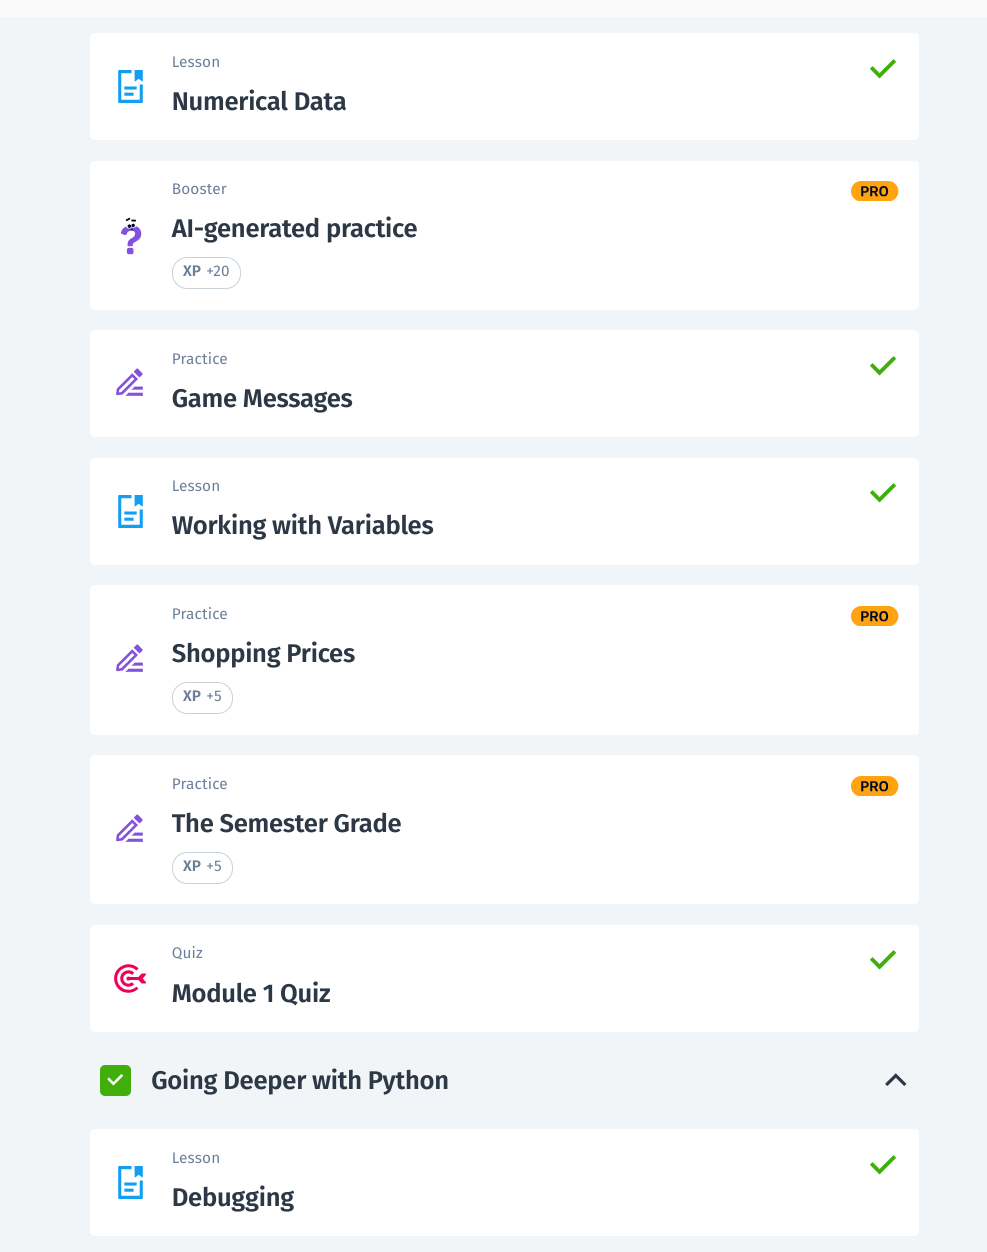 Lesson
Numerical Data
Booster
PRO
AI-generated practice
XP +20
Practice
Game Messages
Lesson
Working with Variables
Practice
PRO
Shopping Prices
XP +5
Practice
PRO
The Semester Grade
XP +5
Quiz
Module 1 Quiz
Going Deeper with Python
Lesson
Debugging